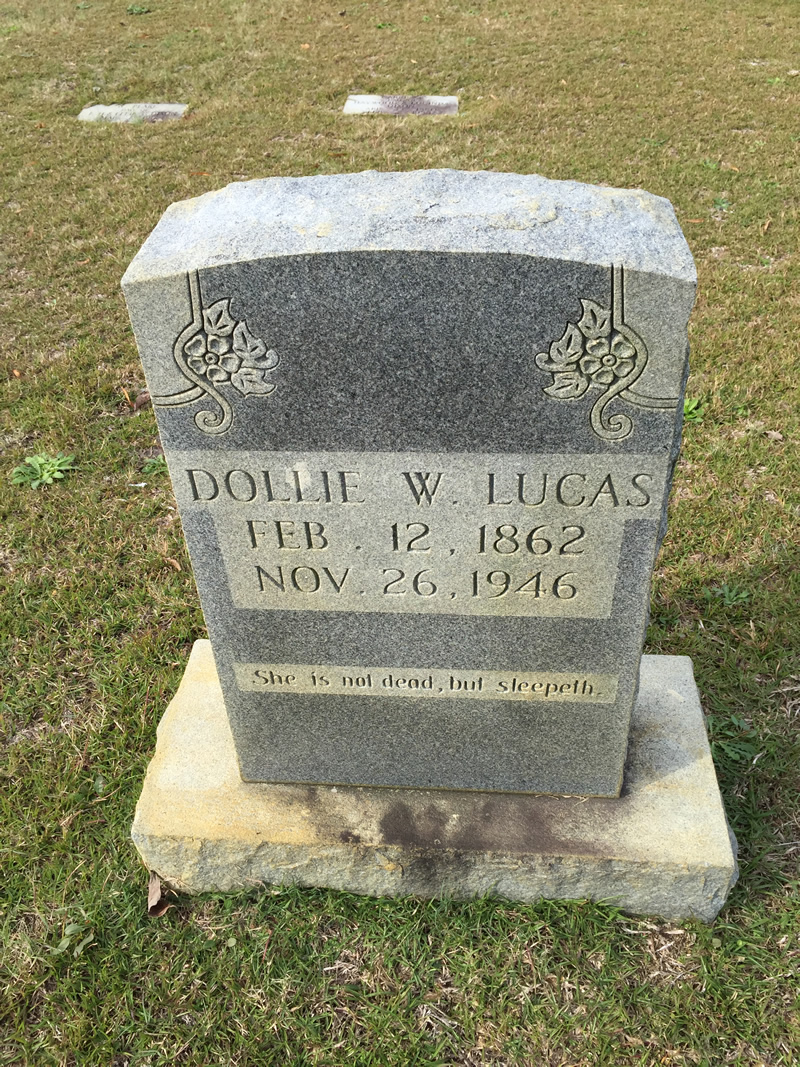 DOLLIE W. LUCAS
FEB. 12, 1862
NOV. 26, 1946
She is not dead, but sleepeth.